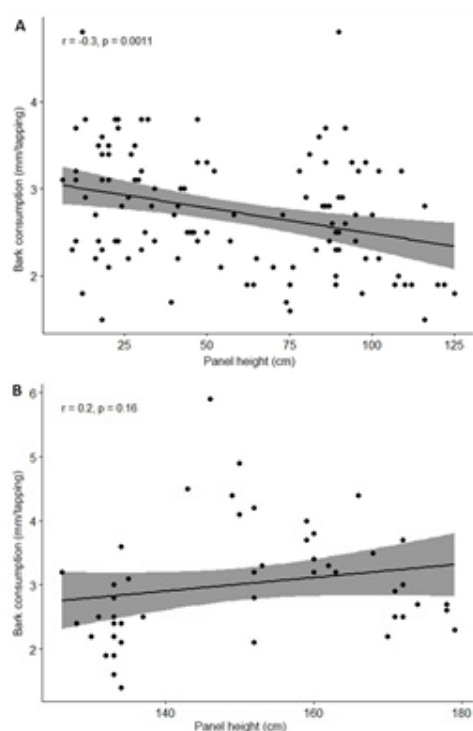 A
r = -0.3, p = 0.0011
Bark consumption (mm/tapping)
4
3
2
25
50
75
100
125
Panel height (cm)
B
r = 0.2, p = 0.16
Bark consumption (mm/tapping)
6
5
4
3
2
140
160
180
Panel height (cm)